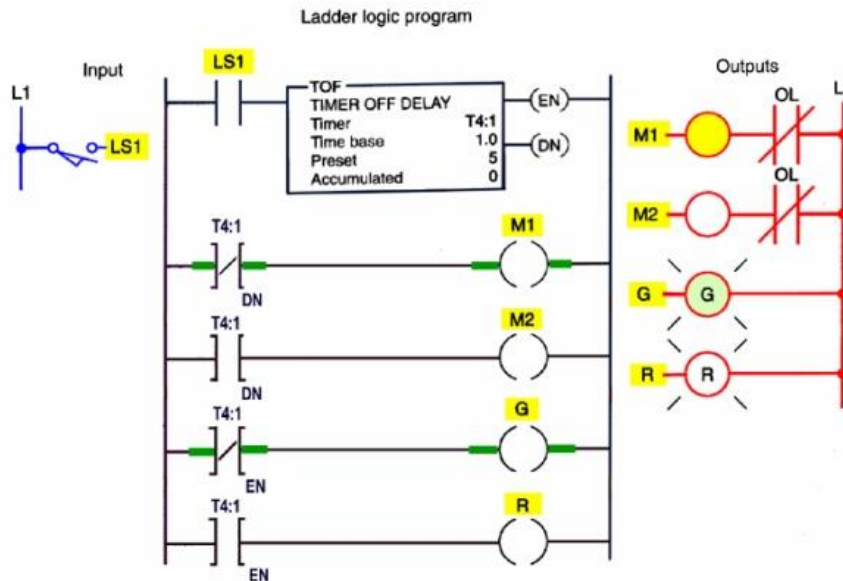 Ladder logic program
Input
L1
LS1
LS1
TOF
TIMER OFF DELAY
Timer T4:1
Time base 1.0
Preset 5
Accumulated 0
EN
DN
T4:1
DN
M1
T4:1
DN
M2
T4:1
EN
G
T4:1
EN
R
Outputs
L
OL
M1
OL
M2
G G
R R